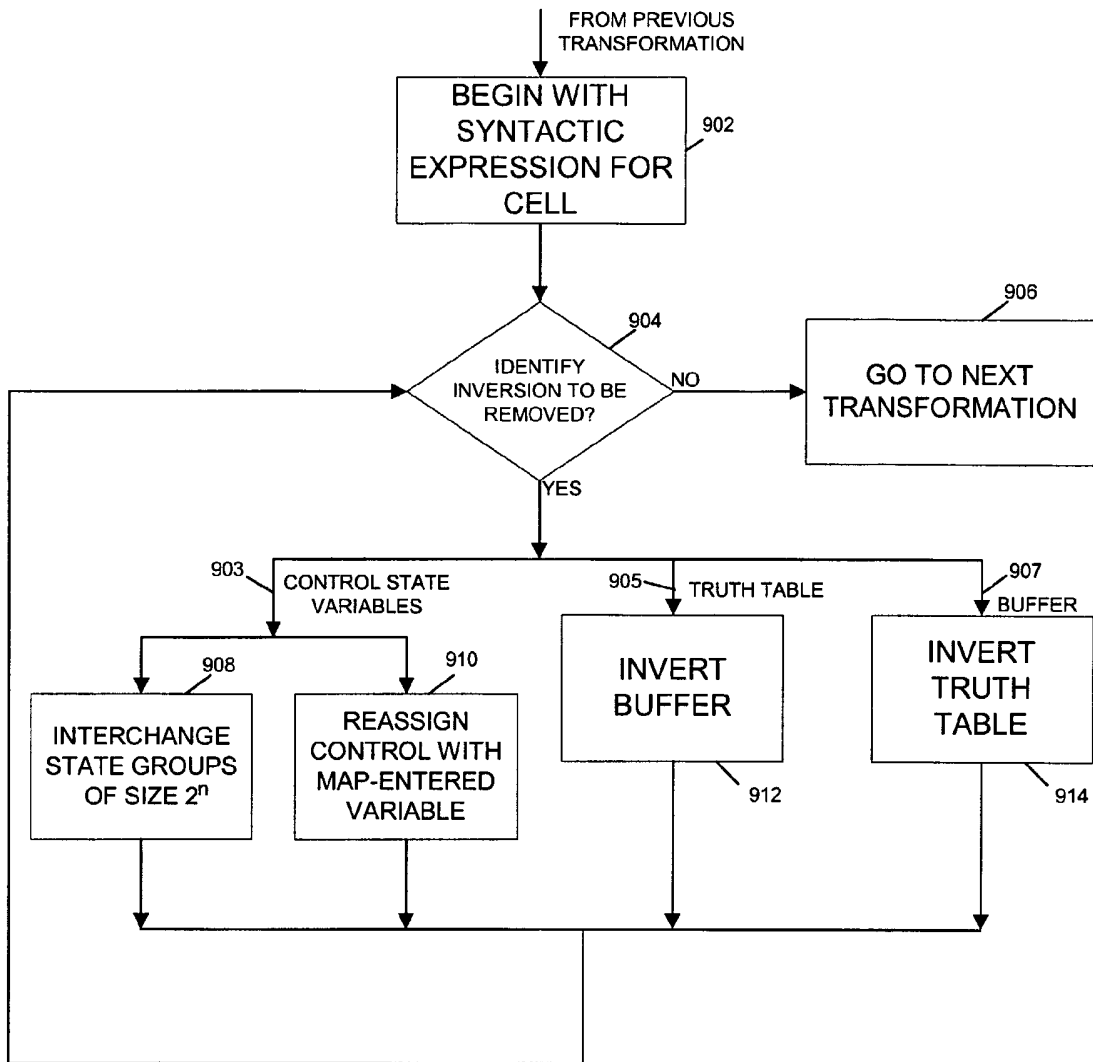 FROM PREVIOUS
TRANSFORMATION
BEGIN WITH
SYNTACTIC
EXPRESSION FOR
CELL
902
904
IDENTIFY
INVERSION TO BE
REMOVED?
NO
906
GO TO NEXT
TRANSFORMATION
YES
903
CONTROL STATE
VARIABLES
905
TRUTH TABLE
907
BUFFER
908
INTERCHANGE
STATE GROUPS
OF SIZE 2ⁿ
910
REASSIGN
CONTROL WITH
MAP-ENTERED
VARIABLE
INVERT
BUFFER
912
INVERT
TRUTH
TABLE
914